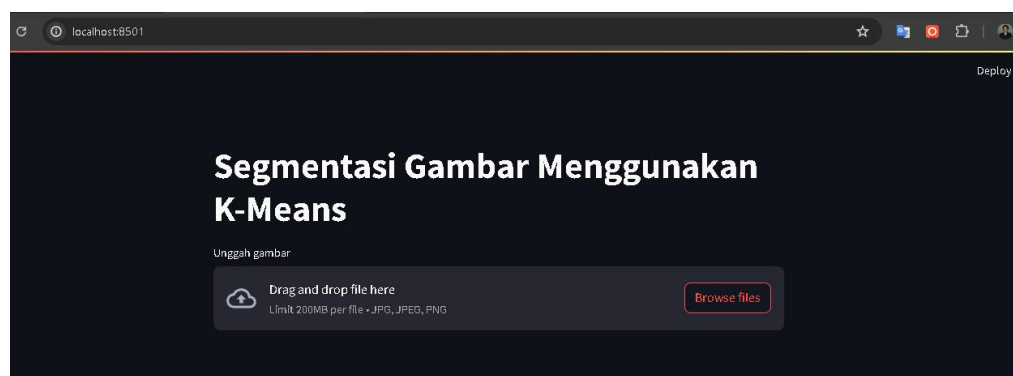 localhost:8501
Deploy
Segmentasi Gambar Menggunakan
K-Means
Unggah gambar
Drag and drop file here
Browse files
Limit 200MB per file • JPG, JPEG, PNG